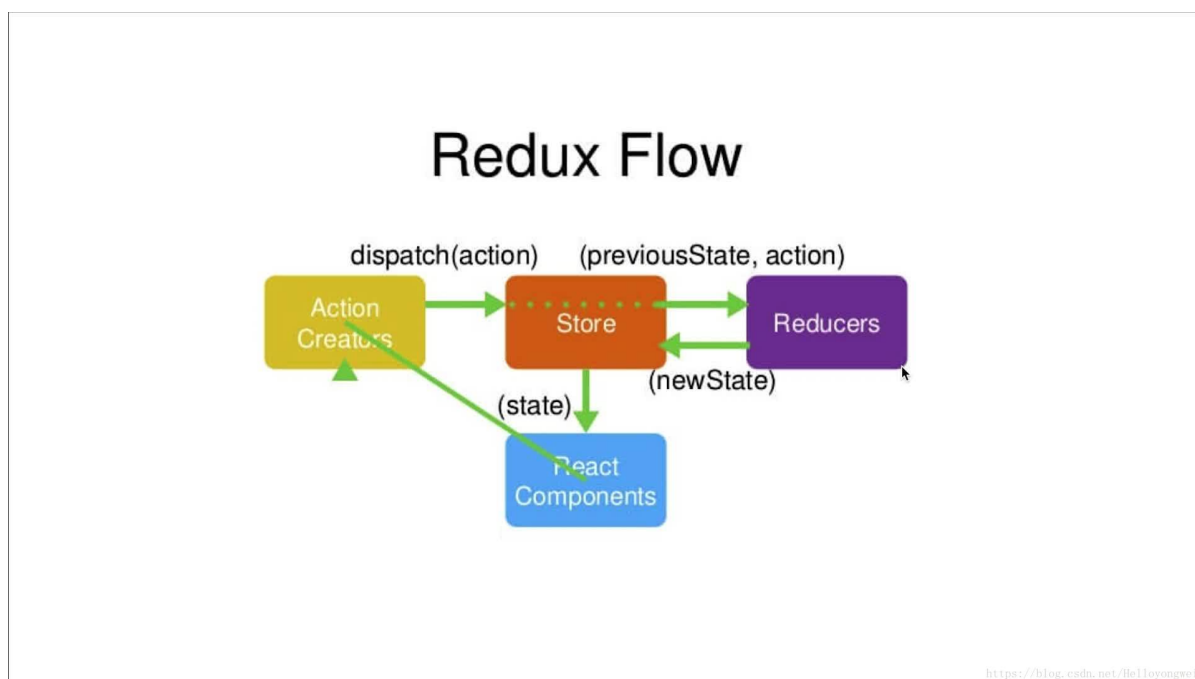 Redux Flow
dispatch(action)
(previousState, action)
Action
Creators
Store
Reducers
(newState)
(state)
React
Components
https://blog.csdn.net/Helloyongwei